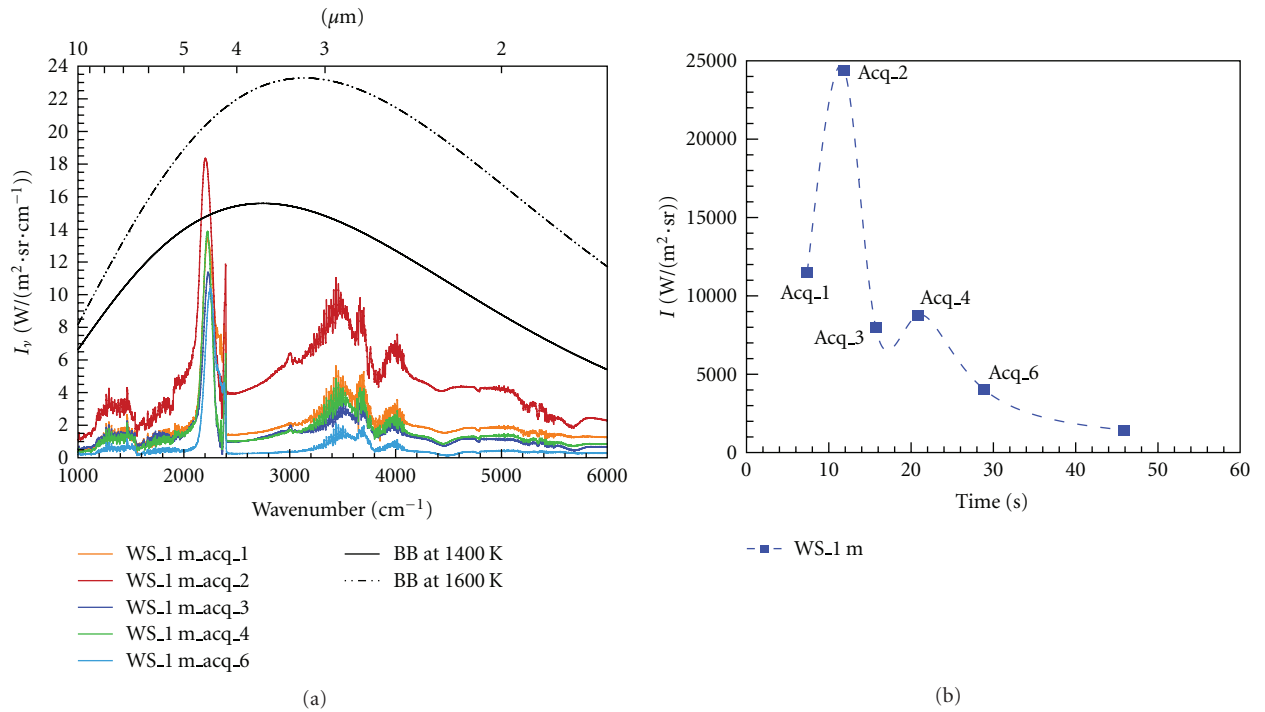 (μm)
10 5 4 3 2
24
22
20
18
16
14
12
10
8
6
4
2
0
I_ν (W/(m²·sr·cm⁻¹))
1000 2000 3000 4000 5000 6000
Wavenumber (cm⁻¹)
WS_1 m_acq_1
WS_1 m_acq_2
WS_1 m_acq_3
WS_1 m_acq_4
WS_1 m_acq_6
BB at 1400 K
BB at 1600 K
(a)
25000
20000
15000
10000
5000
0
I (W/(m²·sr))
Acq_2
Acq_1
Acq_3
Acq_4
Acq_6
0 10 20 30 40 50 60
Time (s)
WS_1 m
(b)